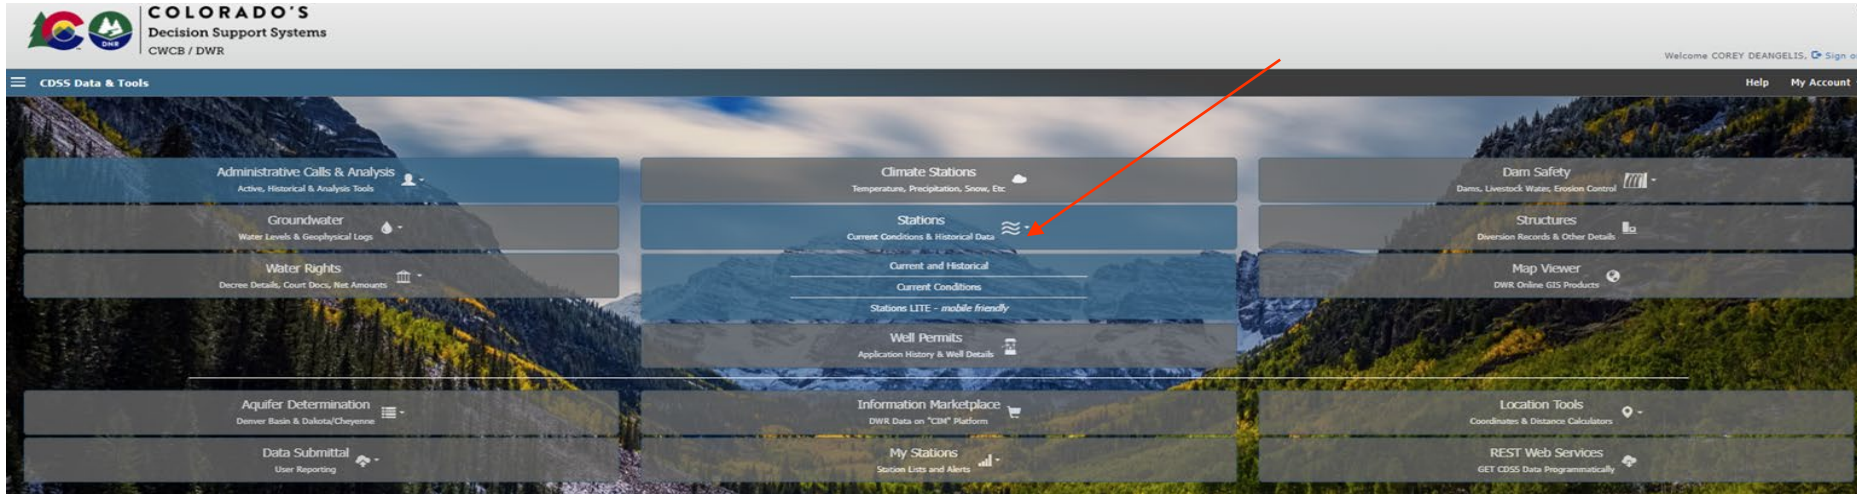 COLORADO'S
Decision Support Systems
CWCB / DWR
DNR
Welcome COREY DEANGELIS, Sign
CDSS Data & Tools
Help My Account
Administrative Calls & Analysis
Active, Historical & Analysis Tools
Climate Stations
Temperature, Precipitation, Snow, Etc
Dam Safety
Dams, Livestock Water, Erosion Control
Groundwater
Water Levels & Geophysical Logs
Stations
Current Conditions & Historical Data
Structures
Diversion Records & Other Details
Water Rights
Decree Details, Court Docs, Net Amounts
Current and Historical
Current Conditions
Stations LITE - mobile friendly
Map Viewer
DWR Online GIS Products
Well Permits
Application History & Well Details
Aquifer Determination
Denver Basin & Dakota/Cheyenne
Information Marketplace
DWR Data on "CIM" Platform
Location Tools
Coordinates & Distance Calculators
Data Submittal
User Reporting
My Stations
Station Lists and Alerts
REST Web Services
GET CDSS Data Programmatically